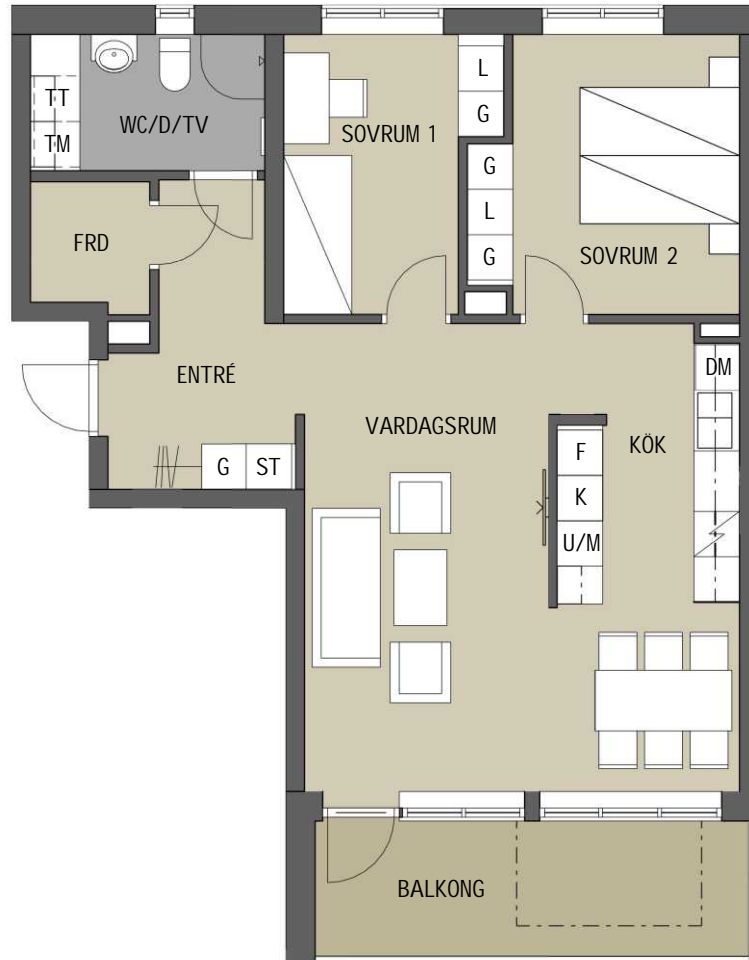 TT
WC/D/TV
TM
SOVRUM 1
L
G
G
L
G
SOVRUM 2
FRD
ENTRÉ
G
ST
VARDAGSRUM
KÖK
DM
F
K
U/M
BALKONG